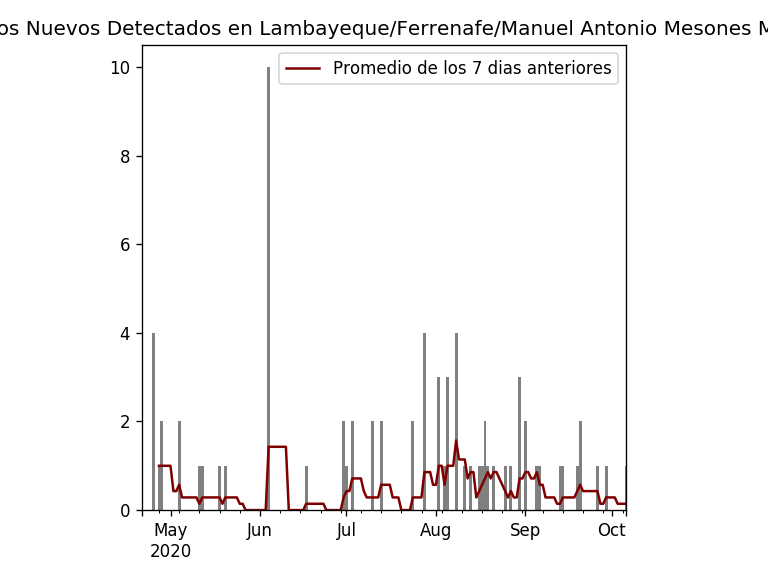 os Nuevos Detectados en Lambayeque/Ferrenafe/Manuel Antonio Mesones M
Promedio de los 7 dias anteriores
10
8
6
4
2
0
May Jun Jul Aug Sep Oct
2020